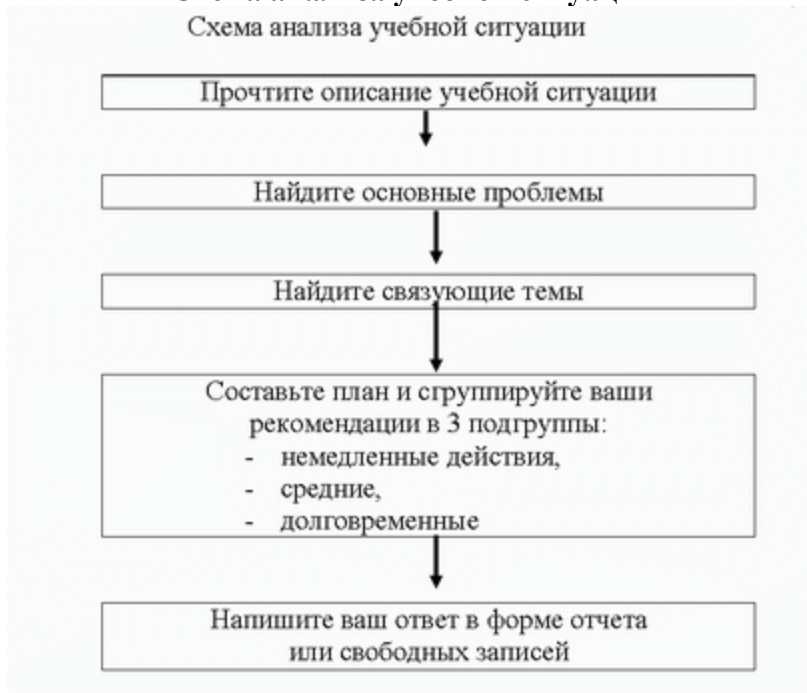 Схема анализа учебной ситуации
Прочтите описание учебной ситуации
Найдите основные проблемы
Найдите связующие темы
Составьте план и сгруппируйте ваши
рекомендации в 3 подгруппы:
- немедленные действия,
- средние,
- долговременные
Напишите ваш ответ в форме отчета
или свободных записей